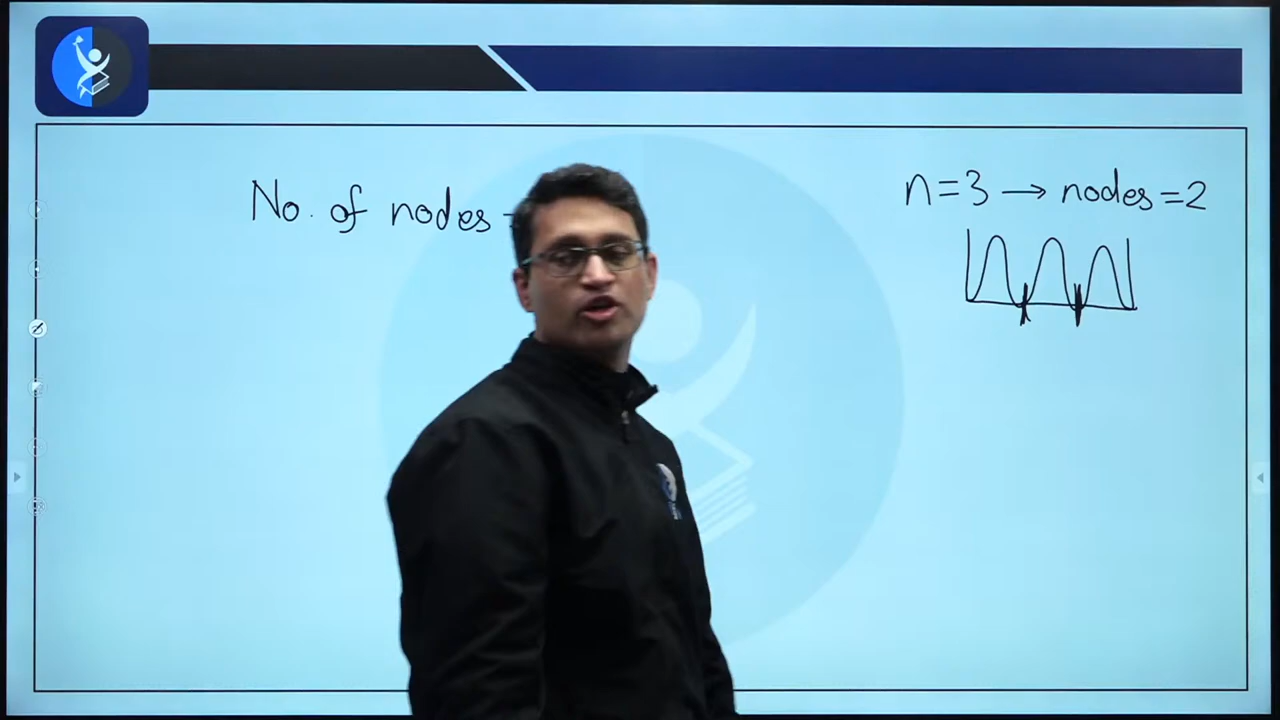 No. of nodes
n=3 → nodes=2